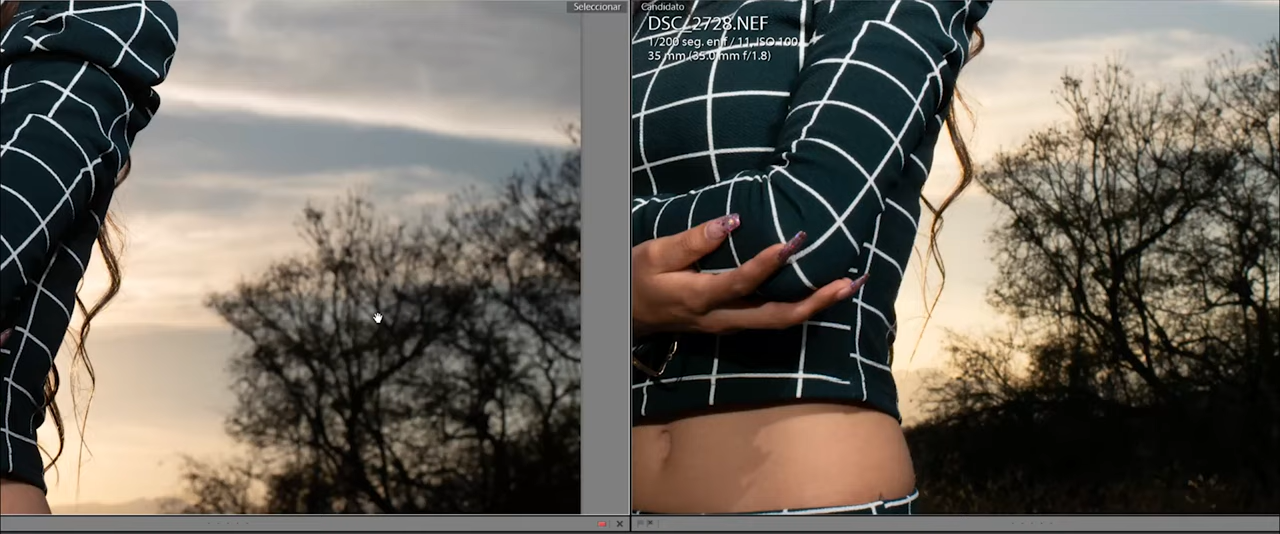 Seleccionar
Candidato
DSC_2728.NEF
1/200 seg. en f / 11, ISO 100
35 mm (35.0 mm f/1.8)